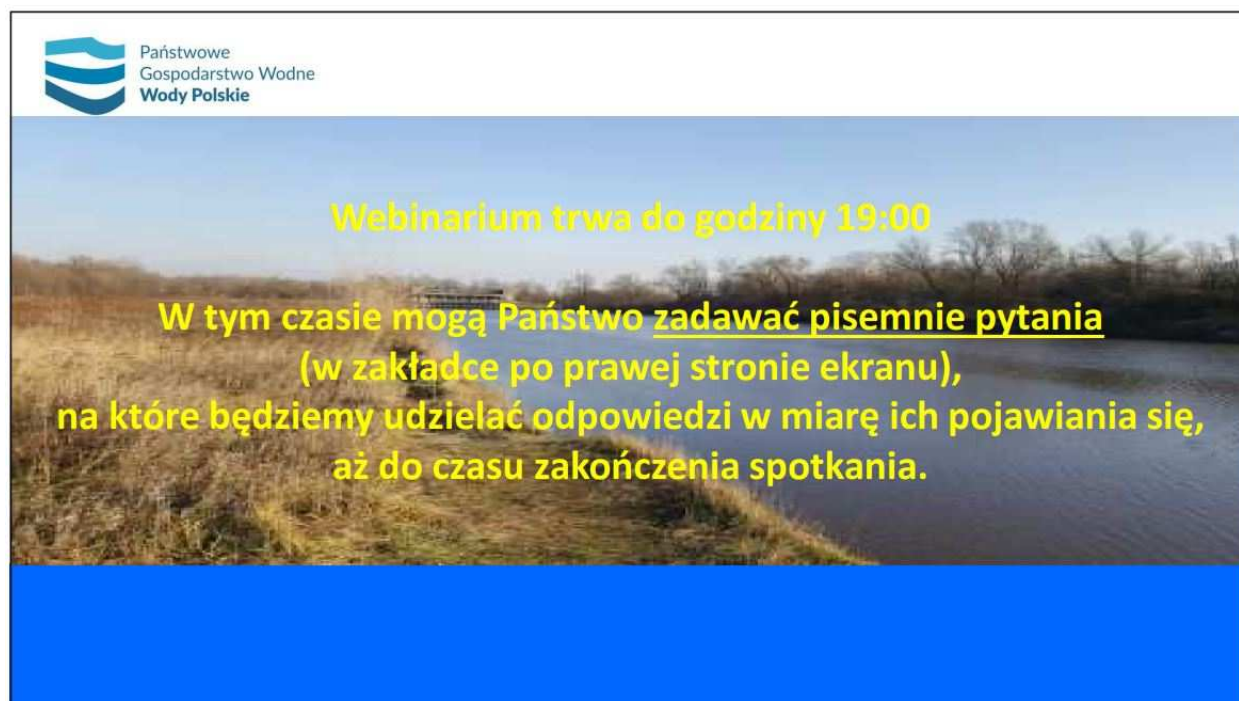 Państwowe
Gospodarstwo Wodne
Wody Polskie
Webinarium trwa do godziny 19:00
W tym czasie mogą Państwo zadawać pisemnie pytania
(w zakładce po prawej stronie ekranu),
na które będziemy udzielać odpowiedzi w miarę ich pojawiania się,
aż do czasu zakończenia spotkania.